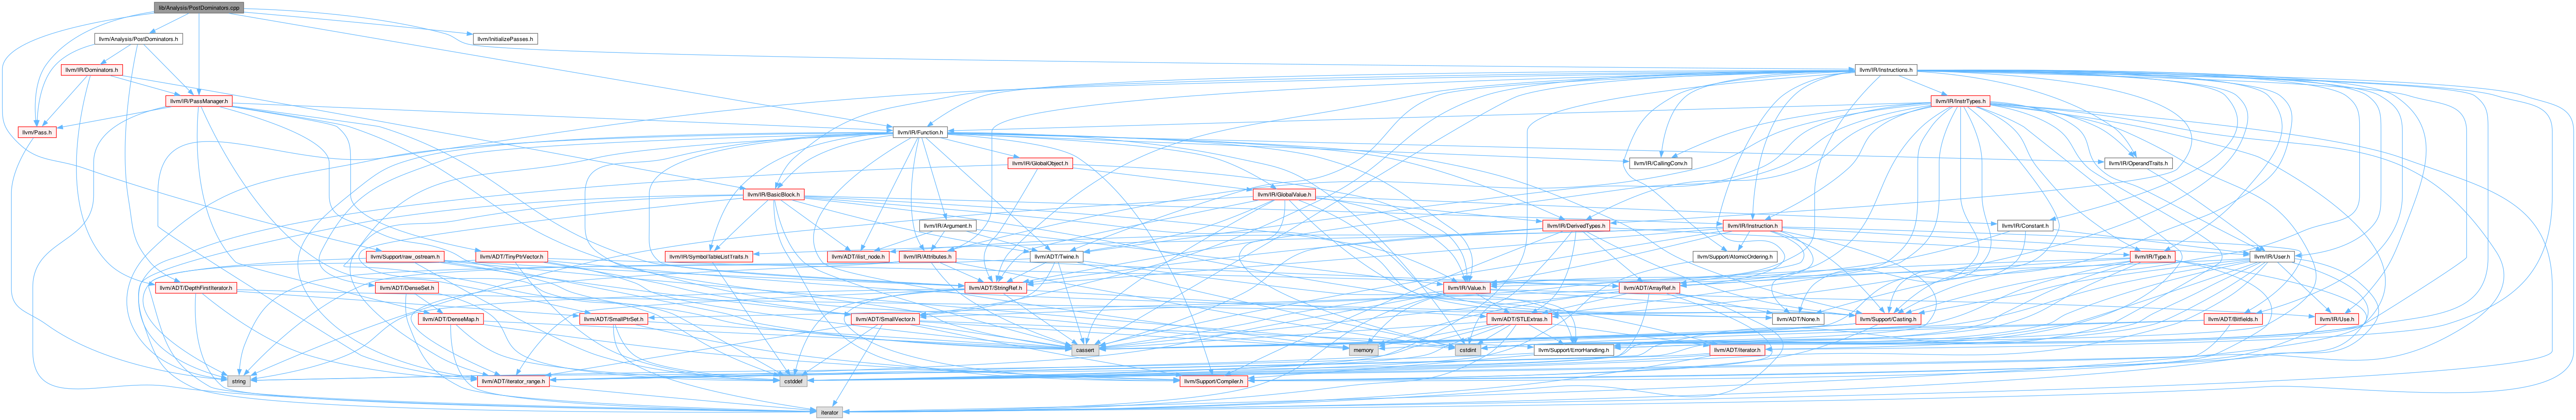 lib/Analysis/PostDominators.cpp
llvm/Analysis/PostDominators.h
llvm/InitializePasses.h
llvm/IR/Dominators.h
llvm/IR/Instructions.h
llvm/IR/PassManager.h
llvm/IR/InstrTypes.h
llvm/Pass.h
llvm/IR/Function.h
llvm/IR/GlobalObject.h
llvm/IR/CallingConv.h
llvm/IR/OperandTraits.h
llvm/IR/BasicBlock.h
llvm/IR/GlobalValue.h
llvm/IR/Argument.h
llvm/IR/DerivedTypes.h
llvm/IR/Instruction.h
llvm/IR/Constant.h
llvm/Support/raw_ostream.h
llvm/ADT/TinyPtrVector.h
llvm/IR/SymbolTableListTraits.h
llvm/ADT/ilist_node.h
llvm/IR/Attributes.h
llvm/ADT/Twine.h
llvm/Support/AtomicOrdering.h
llvm/IR/Type.h
llvm/IR/User.h
llvm/ADT/DepthFirstIterator.h
llvm/ADT/DenseSet.h
llvm/ADT/StringRef.h
llvm/IR/Value.h
llvm/ADT/ArrayRef.h
llvm/ADT/DenseMap.h
llvm/ADT/SmallPtrSet.h
llvm/ADT/SmallVector.h
llvm/ADT/STLExtras.h
llvm/ADT/None.h
llvm/Support/Casting.h
llvm/ADT/Bitfields.h
llvm/IR/Use.h
cassert
memory
cstdint
llvm/Support/ErrorHandling.h
llvm/ADT/iterator.h
string
llvm/ADT/iterator_range.h
cstddef
llvm/Support/Compiler.h
iterator